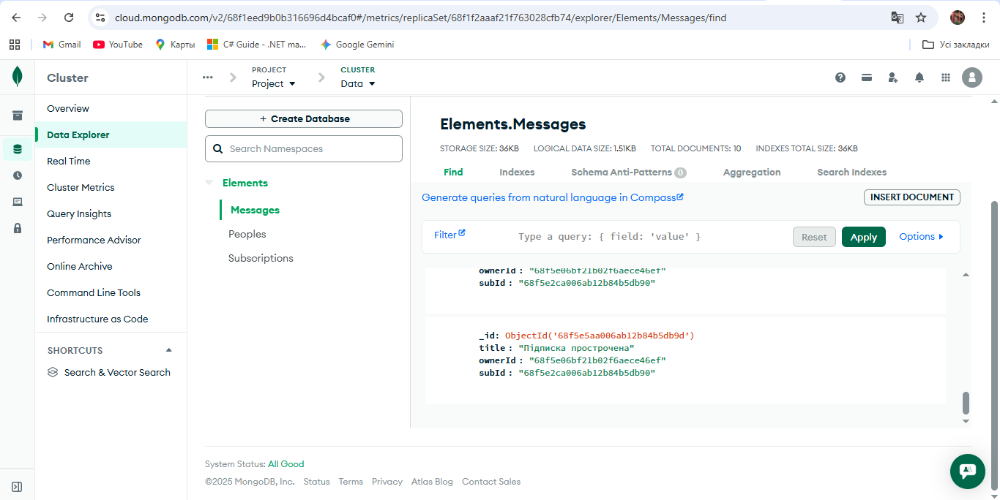 cloud.mongodb.com/v2/68f1eed9b0b316696d4bcaf0#/metrics/replicaSet/68f1f2aaaf21f763028cfb74/explorer/Elements/Messages/find
Gmail YouTube Карты C# Guide - .NET ma... Google Gemini Усі закладки
Cluster
PROJECT
Project
CLUSTER
Data
Overview
Data Explorer
Real Time
Cluster Metrics
Query Insights
Performance Advisor
Online Archive
Command Line Tools
Infrastructure as Code
SHORTCUTS
Search & Vector Search
+ Create Database
Search Namespaces
Elements
Messages
Peoples
Subscriptions
Elements.Messages
STORAGE SIZE: 36KB LOGICAL DATA SIZE: 1.51KB TOTAL DOCUMENTS: 10 INDEXES TOTAL SIZE: 36KB
Find Indexes Schema Anti-Patterns 0 Aggregation Search Indexes
Generate queries from natural language in Compass
INSERT DOCUMENT
Filter Type a query: { field: 'value' } Reset Apply Options
ownerId : "68f5e06bf21b02f6aece46ef"
subId : "68f5e2ca006ab12b84b5db90"
_id: ObjectId('68f5e5aa006ab12b84b5db9d')
title : "Підписка прострочена"
ownerId : "68f5e06bf21b02f6aece46ef"
subId : "68f5e2ca006ab12b84b5db90"
System Status: All Good
©2025 MongoDB, Inc. Status Terms Privacy Atlas Blog Contact Sales